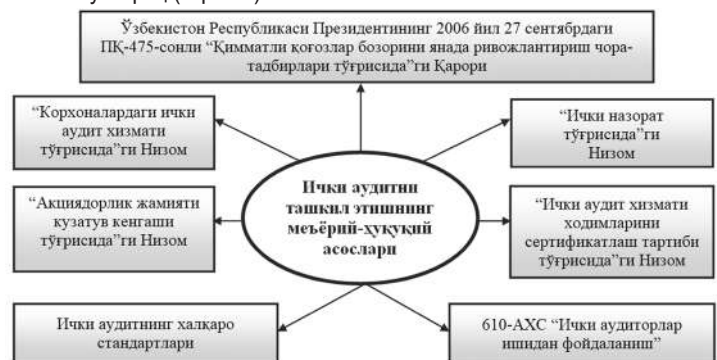 Ўзбекистон Республикаси Президентининг 2006 йил 27 сентябрдаги
ПҚ-475-сонли “Қимматли қоғозлар бозорини янада ривожлантириш чора-
тадбирлари тўғрисида”ги Қарори
“Корхоналардаги ички
аудит хизмати
тўғрисида”ги Низом
“Ички назорат
тўғрисида”ги
Низом
Ички аудитни
ташкил этишнинг
меъёрий-ҳуқуқий
асослари
“Акциядорлик жамияти
кузатув кенгаши
тўғрисида”ги Низом
“Ички аудит хизмати
ходимларини
сертификатлаш тартиби
тўғрисида”ги Низом
Ички аудитнинг халқаро
стандартлари
610-АХС “Ички аудиторлар
ишидан фойдаланиш”